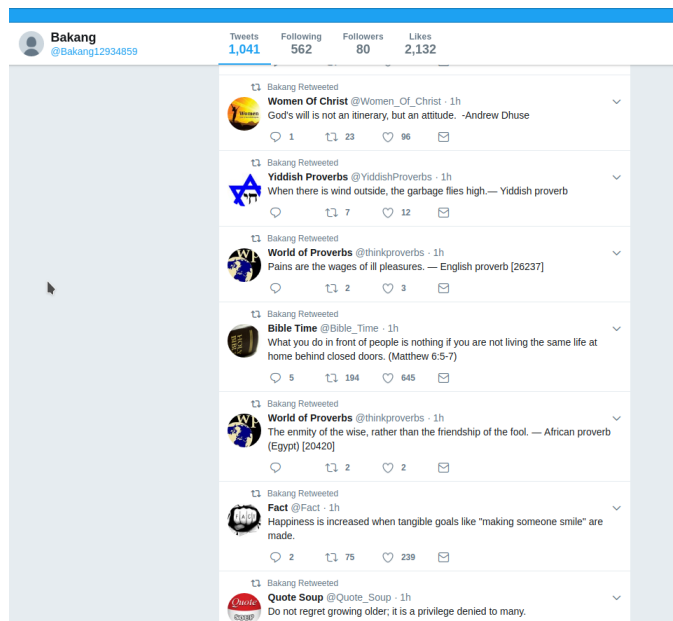 Bakang
@Bakang12934859
Tweets Following Followers Likes
1,041 562 80 2,132
Bakang Retweeted
Women Of Christ @Women_Of_Christ · 1h
God's will is not an itinerary, but an attitude. -Andrew Dhuse
1 23 96
Bakang Retweeted
Yiddish Proverbs @YiddishProverbs · 1h
When there is wind outside, the garbage flies high.— Yiddish proverb
7 12
Bakang Retweeted
World of Proverbs @thinkproverbs · 1h
Pains are the wages of ill pleasures. — English proverb [26237]
2 3
Bakang Retweeted
Bible Time @Bible_Time · 1h
What you do in front of people is nothing if you are not living the same life at
home behind closed doors. (Matthew 6:5-7)
5 194 645
Bakang Retweeted
World of Proverbs @thinkproverbs · 1h
The enmity of the wise, rather than the friendship of the fool. — African proverb
(Egypt) [20420]
2 2
Bakang Retweeted
Fact @Fact · 1h
Happiness is increased when tangible goals like "making someone smile" are
made.
2 75 239
Bakang Retweeted
Quote Soup @Quote_Soup · 1h
Quote
SOUP
Do not regret growing older; it is a privilege denied to many.